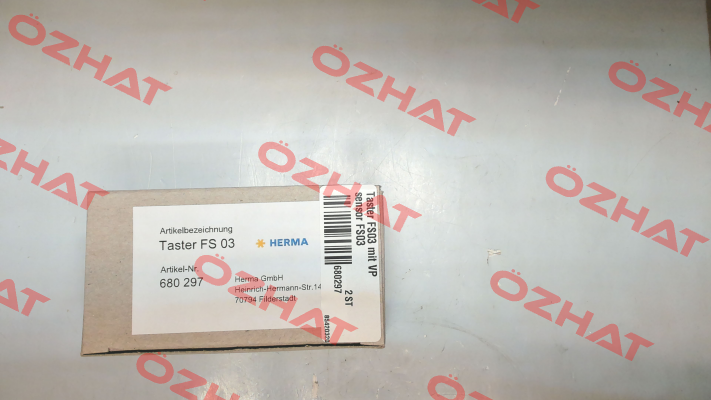 Artikelbezeichnung
Taster FS 03
HERMA
Artikel-Nr.
680 297
Herma GmbH
Heinrich-Hermann-Str.14
70794 Filderstadt
Taster FS03 mit VP
sensor FS03
680297
2 ST
ÖZHAT
ÖZHAT
ÖZHAT
ÖZHAT
ÖZHAT
ÖZHAT
ÖZHAT
ÖZHAT
ÖZHAT
ÖZHAT
ÖZHAT